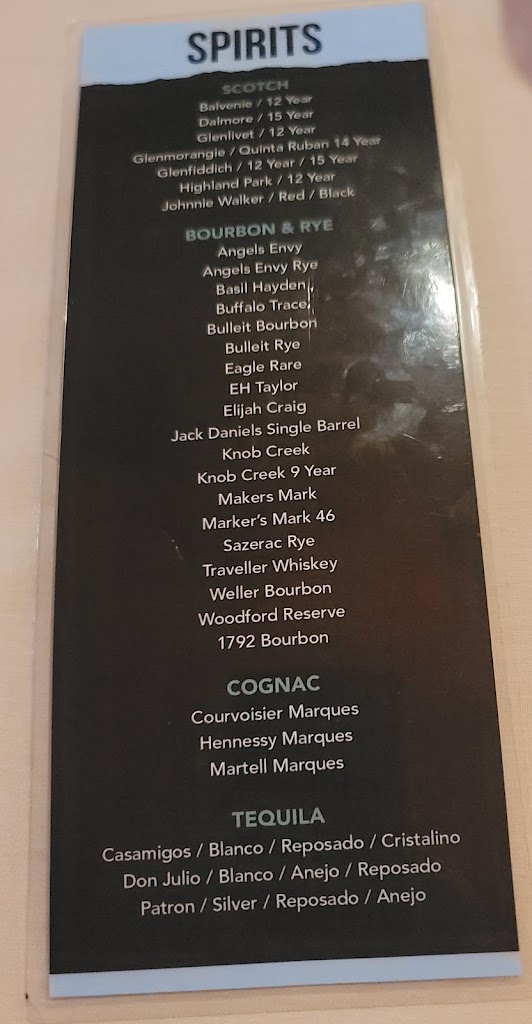 SPIRITS
SCOTCH
Balvenie / 12 Year
Dalmore / 15 Year
Glenlivet / 12 Year
Glenmorangie / Quinta Ruban 14 Year
Glenfiddich / 12 Year / 15 Year
Highland Park / 12 Year
Johnnie Walker / Red / Black
BOURBON & RYE
Angels Envy
Angels Envy Rye
Basil Hayden
Buffalo Trace
Bulleit Bourbon
Bulleit Rye
Eagle Rare
EH Taylor
Elijah Craig
Jack Daniels Single Barrel
Knob Creek
Knob Creek 9 Year
Makers Mark
Marker's Mark 46
Sazerac Rye
Traveller Whiskey
Weller Bourbon
Woodford Reserve
1792 Bourbon
COGNAC
Courvoisier Marques
Hennessy Marques
Martell Marques
TEQUILA
Casamigos / Blanco / Reposado / Cristalino
Don Julio / Blanco / Anejo / Reposado
Patron / Silver / Reposado / Anejo